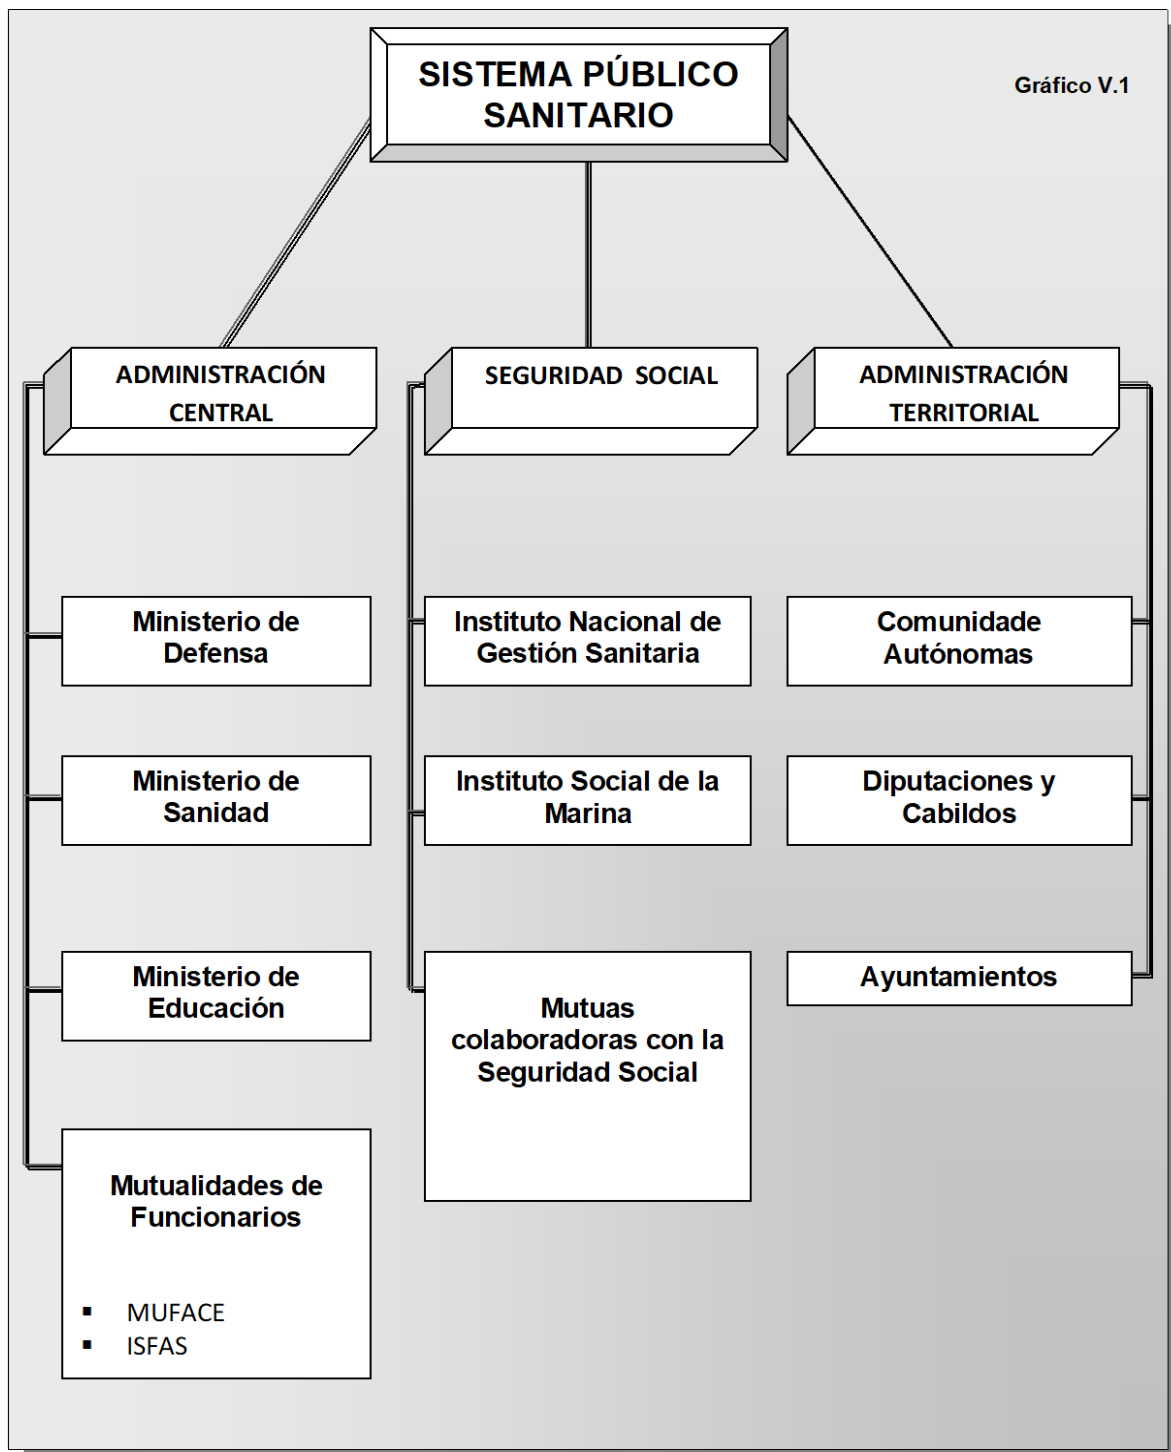 SISTEMA PÚBLICO
SANITARIO
Gráfico V.1
ADMINISTRACIÓN
CENTRAL
SEGURIDAD SOCIAL
ADMINISTRACIÓN
TERRITORIAL
Ministerio de
Defensa
Instituto Nacional de
Gestión Sanitaria
Comunidade
Autónomas
Ministerio de
Sanidad
Instituto Social de la
Marina
Diputaciones y
Cabildos
Ministerio de
Educación
Mutuas
colaboradoras con la
Seguridad Social
Ayuntamientos
Mutualidades de
Funcionarios
▪ MUFACE
▪ ISFAS